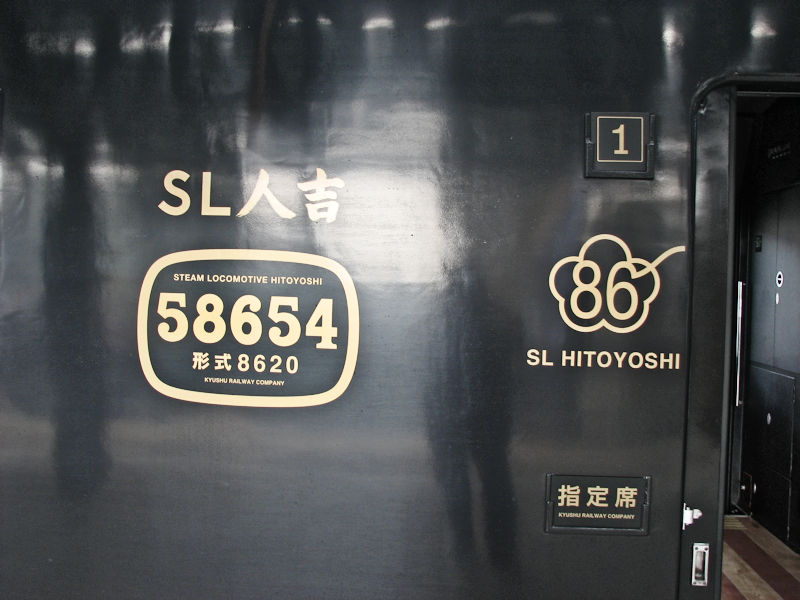 SL人吉
STEAM LOCOMOTIVE HITOYOSHI
58654
形式8620
KYUSHU RAILWAY COMPANY
1
86
SL HITOYOSHI
指定席
KYUSHU RAILWAY COMPANY